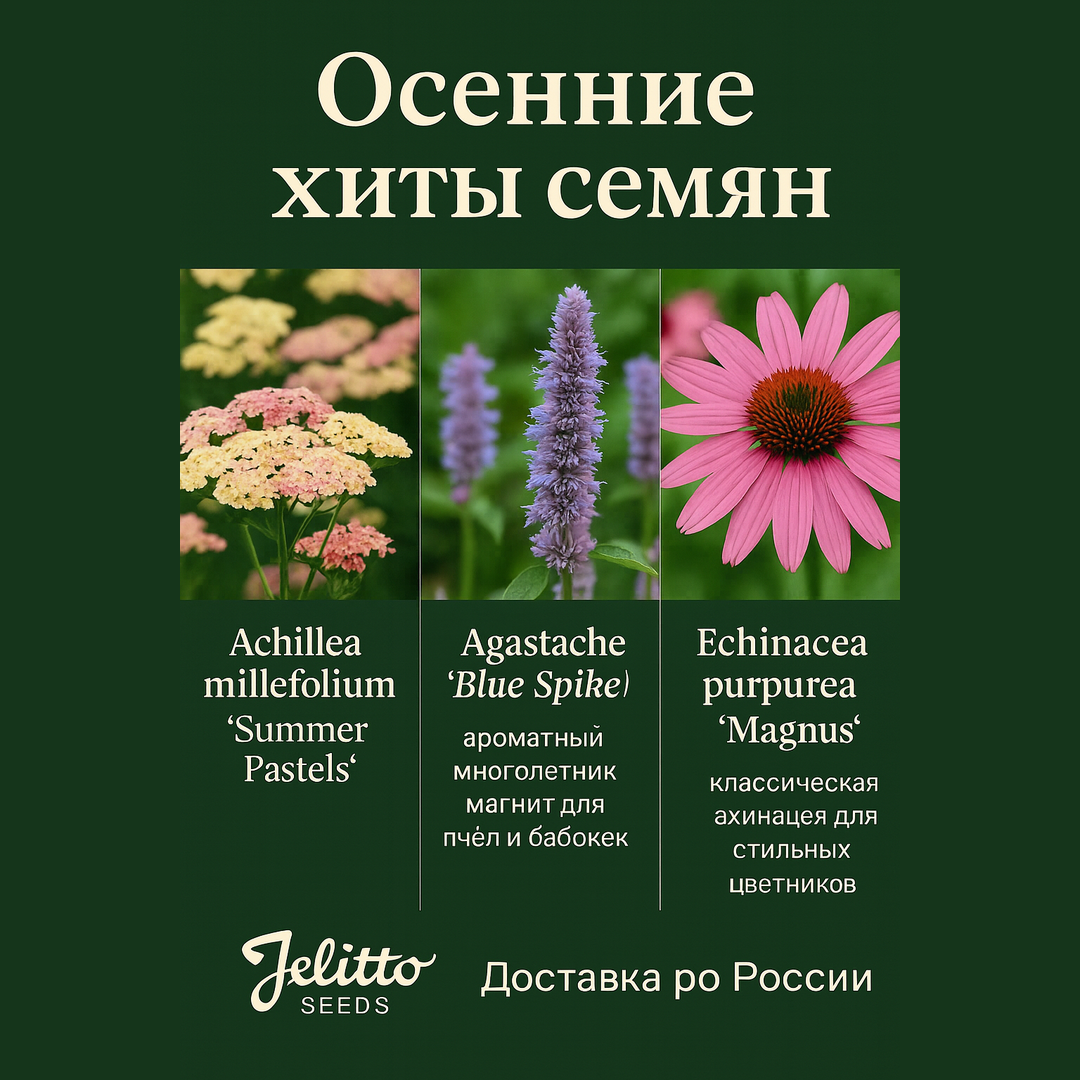 Осенние
хиты семян
Achillea
millefolium
‘Summer
Pastels‘
Agastache
‘Blue Spike)
ароматный
многолетник
магнит для
пчёл и бабокек
Echinacea
purpurea
‘Magnus‘
классическая
ахинацея для
стильных
цветников
Jelitto
SEEDS
Доставка ро России